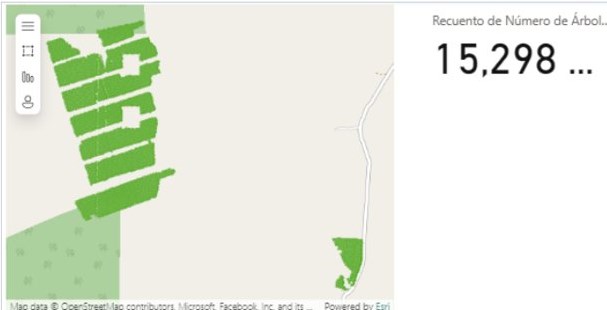 Recuento de Número de Árbol...
15,298 ...
Map data © OpenStreetMap contributors, Microsoft, Facebook, Inc. and its ... Powered by Esri